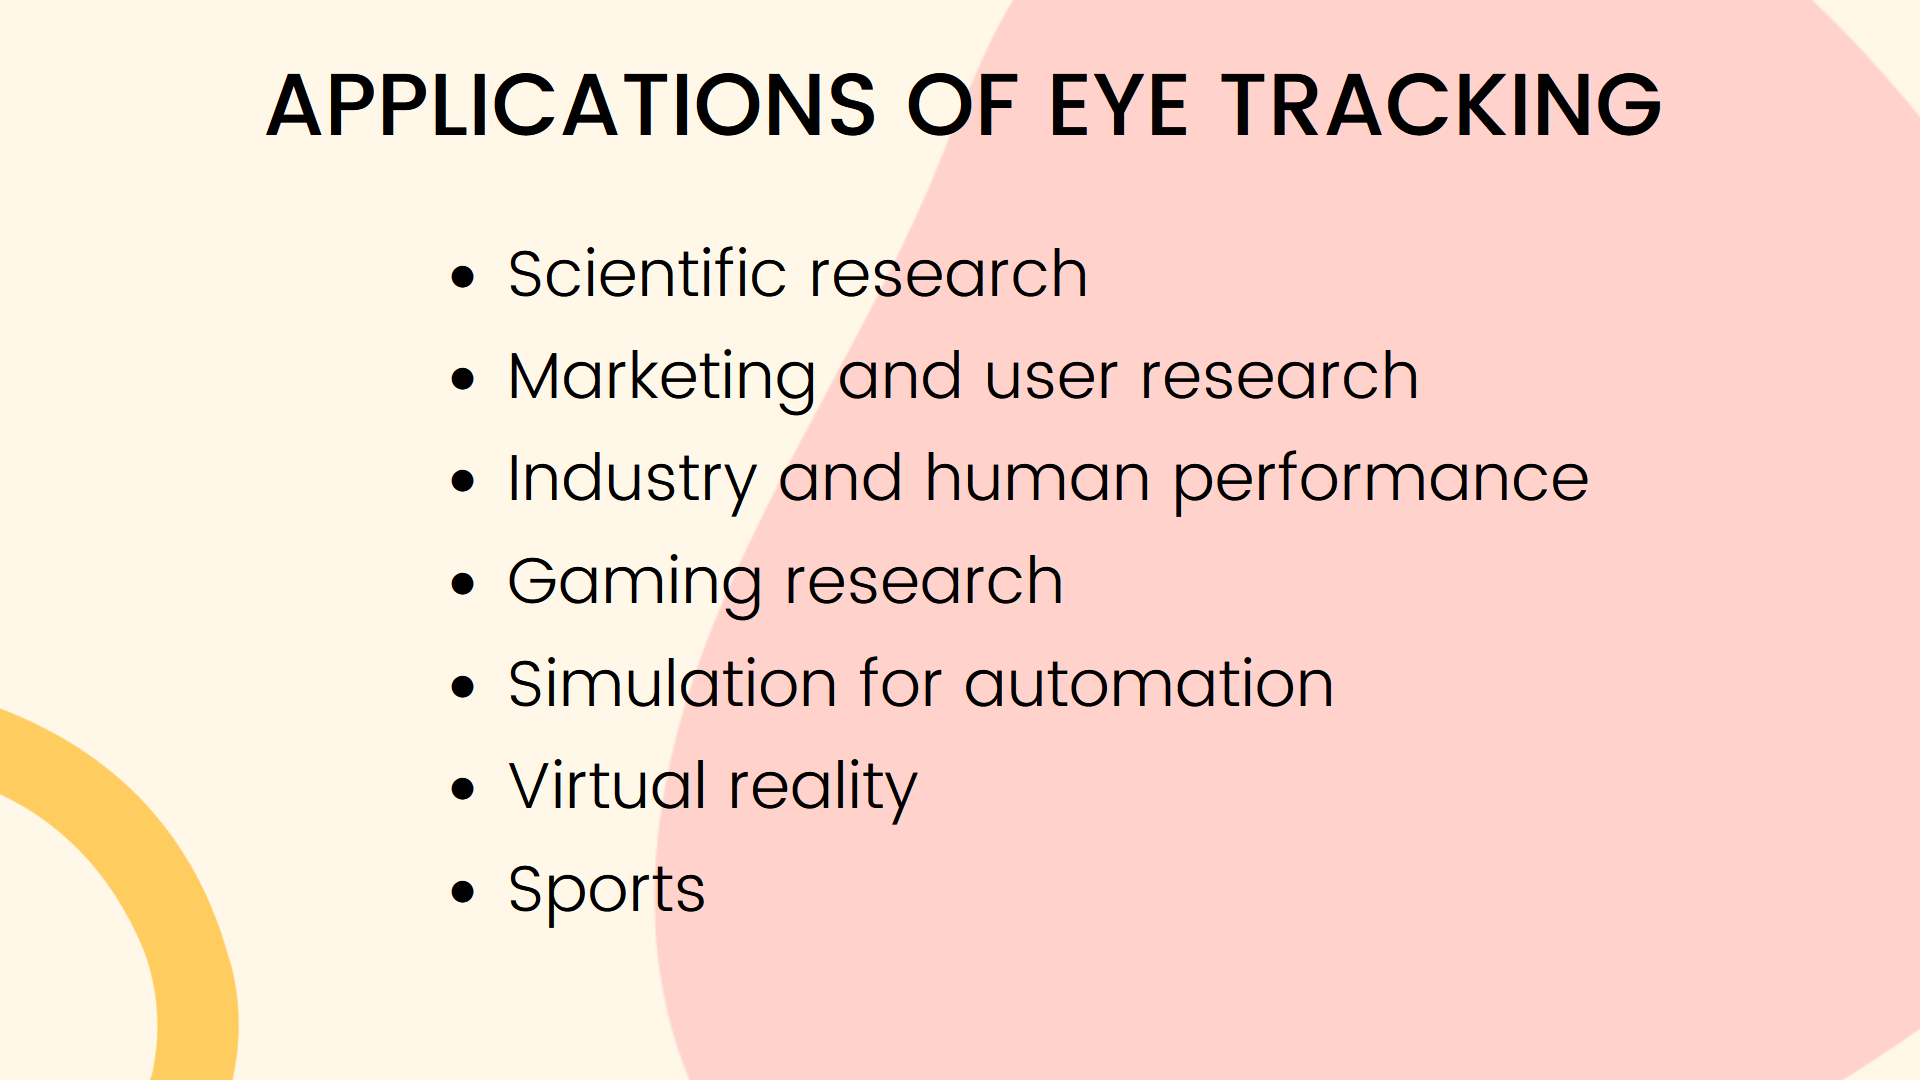 APPLICATIONS OF EYE TRACKING
• Scientific research
• Marketing and user research
• Industry and human performance
• Gaming research
• Simulation for automation
• Virtual reality
• Sports